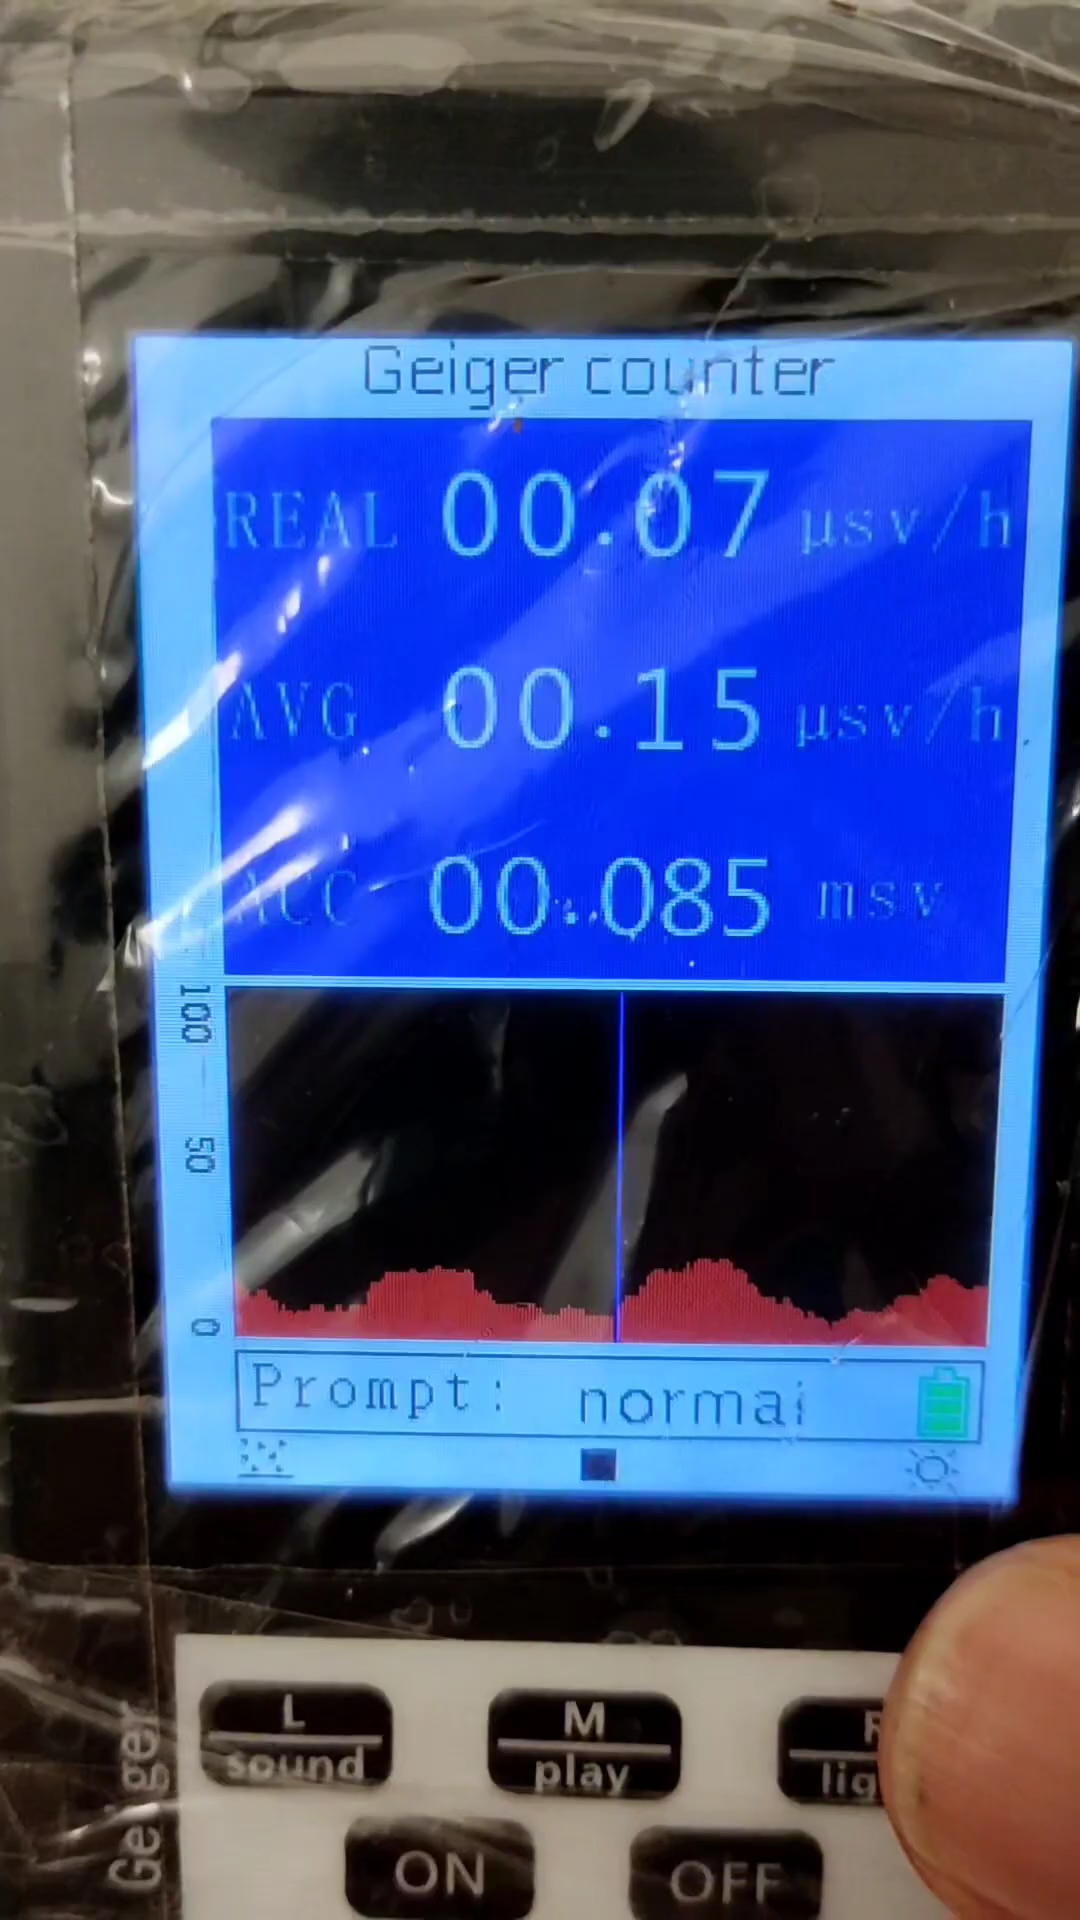 Geiger counter
REAL 00.07 µsv/h
AVG 00.15 µsv/h
ACC 00.085 msv
100
50
0
Prompt: normal
L
sound
M
play
ON
OFF
Geiger